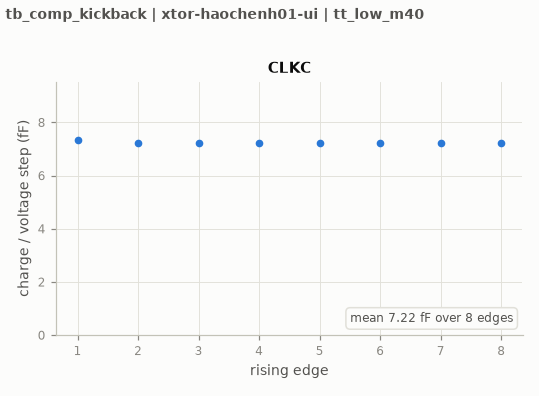 tb_comp_kickback | xtor-haochenh01-ui | tt_low_m40
CLKC
charge / voltage step (fF)
8
6
4
2
0
mean 7.22 fF over 8 edges
1 2 3 4 5 6 7 8
rising edge